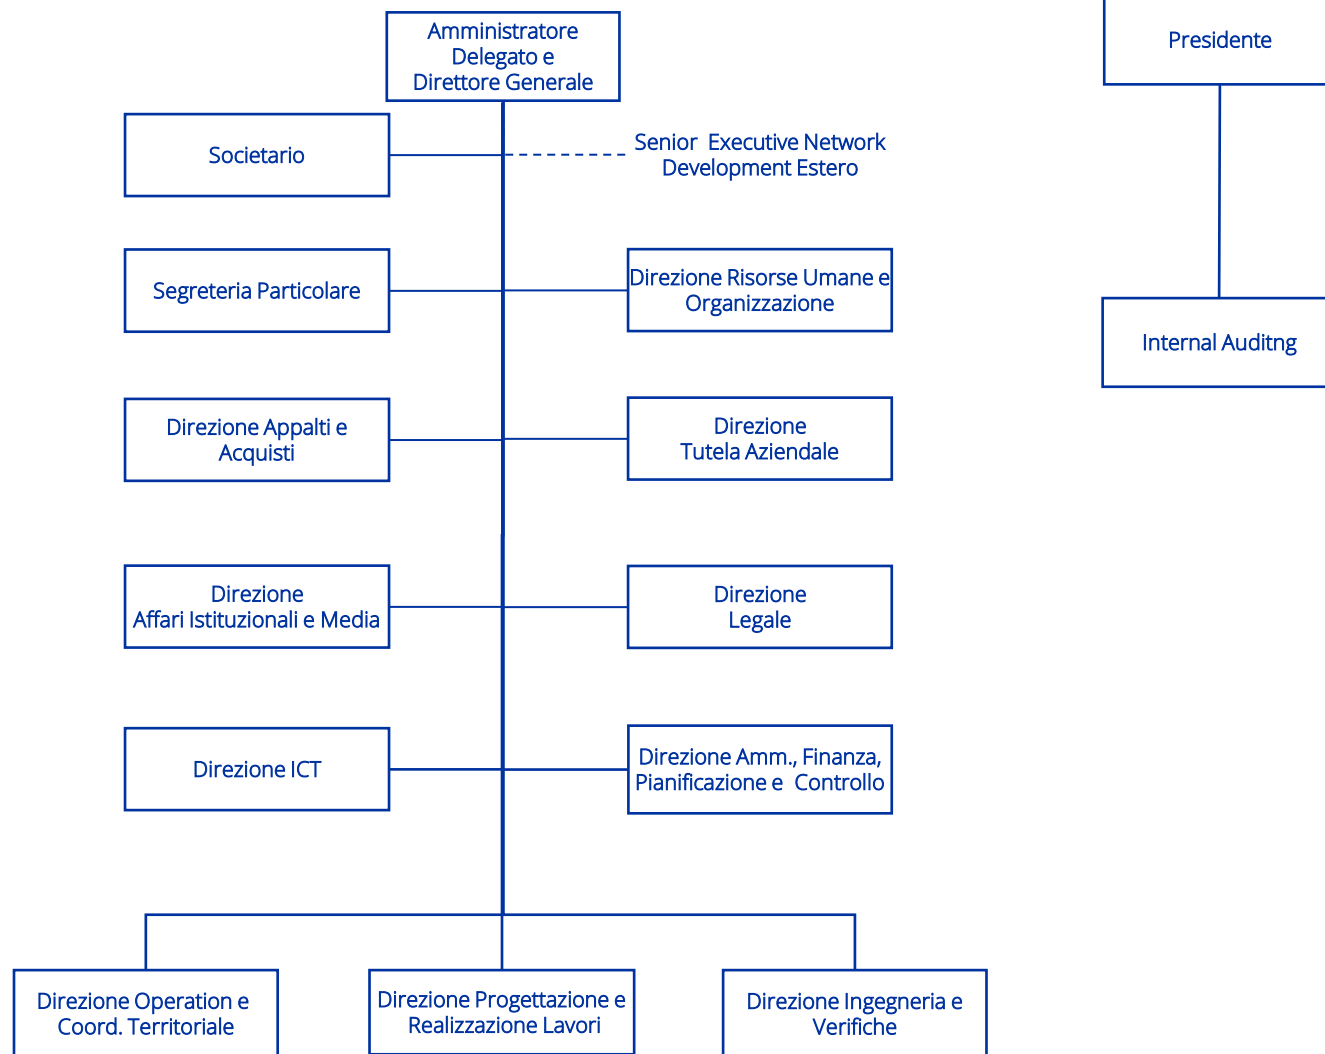 Amministratore
Delegato e
Direttore Generale
Presidente
Societario
Senior Executive Network
Development Estero
Segreteria Particolare
Direzione Risorse Umane e
Organizzazione
Internal Auditng
Direzione Appalti e
Acquisti
Direzione
Tutela Aziendale
Direzione
Affari Istituzionali e Media
Direzione
Legale
Direzione ICT
Direzione Amm., Finanza,
Pianificazione e Controllo
Direzione Operation e
Coord. Territoriale
Direzione Progettazione e
Realizzazione Lavori
Direzione Ingegneria e
Verifiche